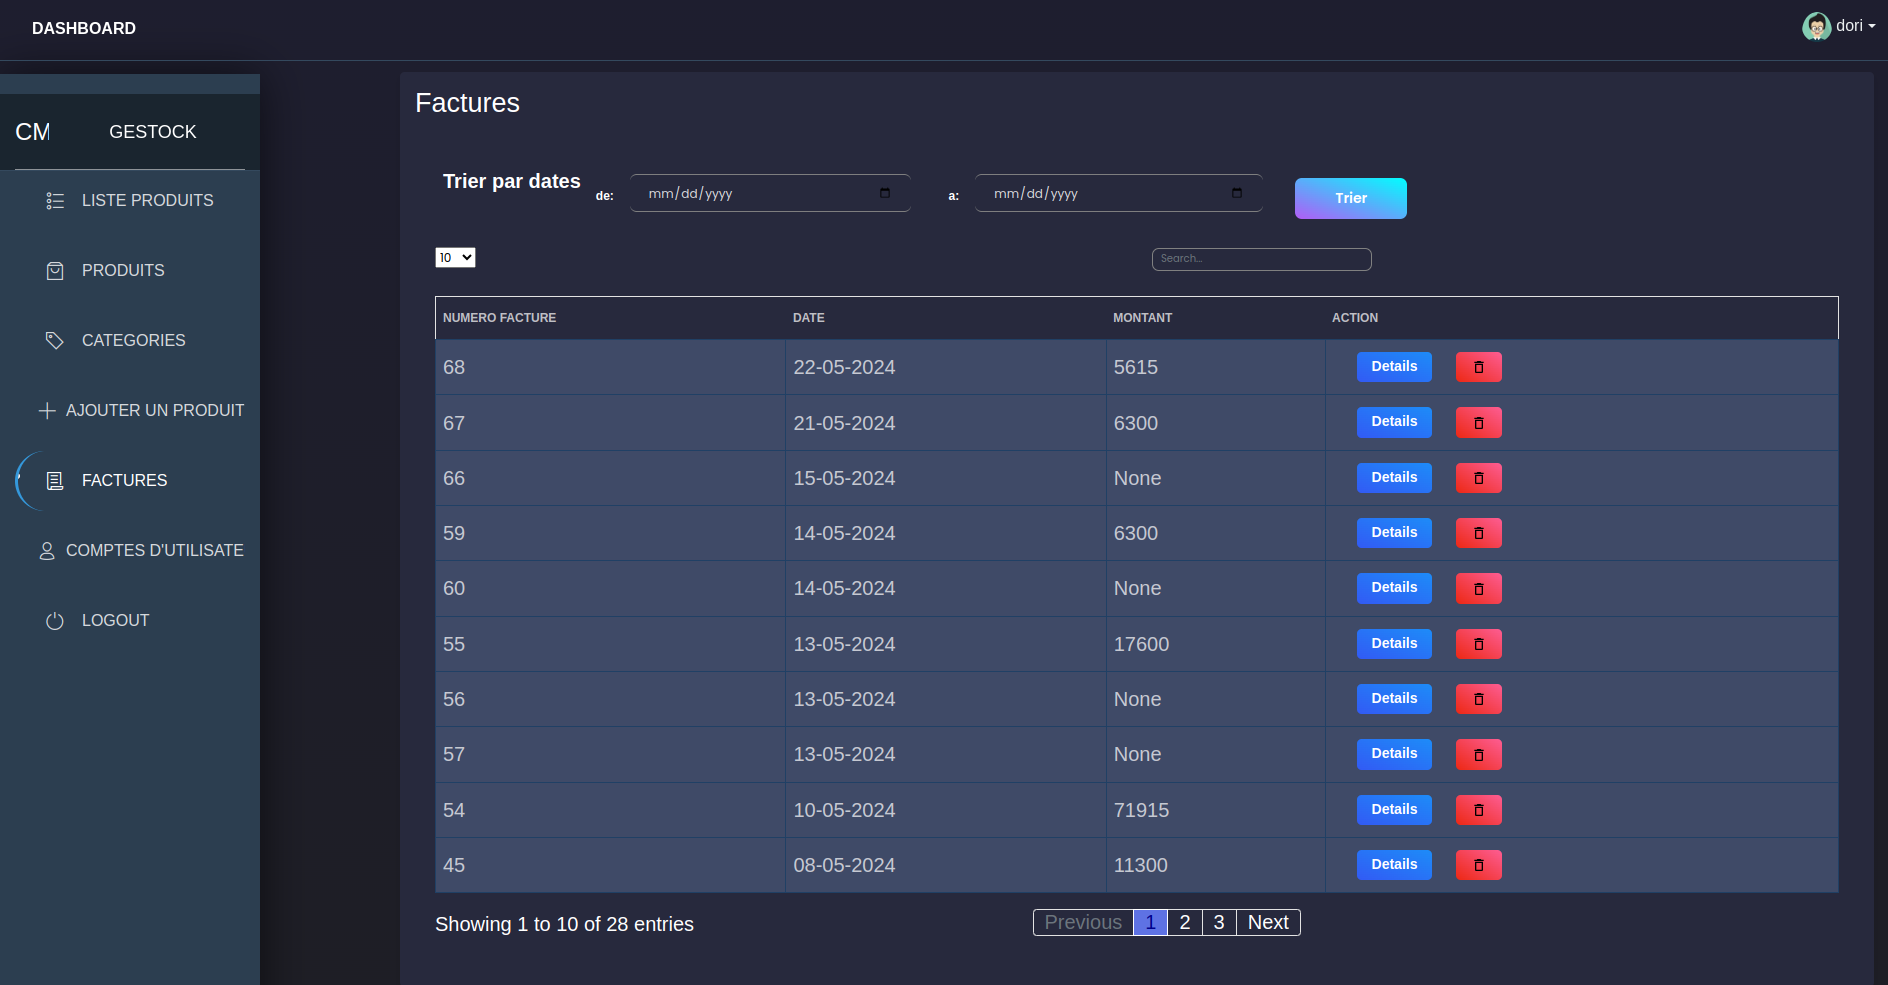 DASHBOARD
dori
CM GESTOCK
LISTE PRODUITS
PRODUITS
CATEGORIES
AJOUTER UN PRODUIT
FACTURES
COMPTES D'UTILISATE
LOGOUT
Factures
Trier par dates de: mm/dd/yyyy a: mm/dd/yyyy Trier
10 Search...
NUMERO FACTURE DATE MONTANT ACTION
68 22-05-2024 5615 Details
67 21-05-2024 6300 Details
66 15-05-2024 None Details
59 14-05-2024 6300 Details
60 14-05-2024 None Details
55 13-05-2024 17600 Details
56 13-05-2024 None Details
57 13-05-2024 None Details
54 10-05-2024 71915 Details
45 08-05-2024 11300 Details
Showing 1 to 10 of 28 entries Previous 1 2 3 Next